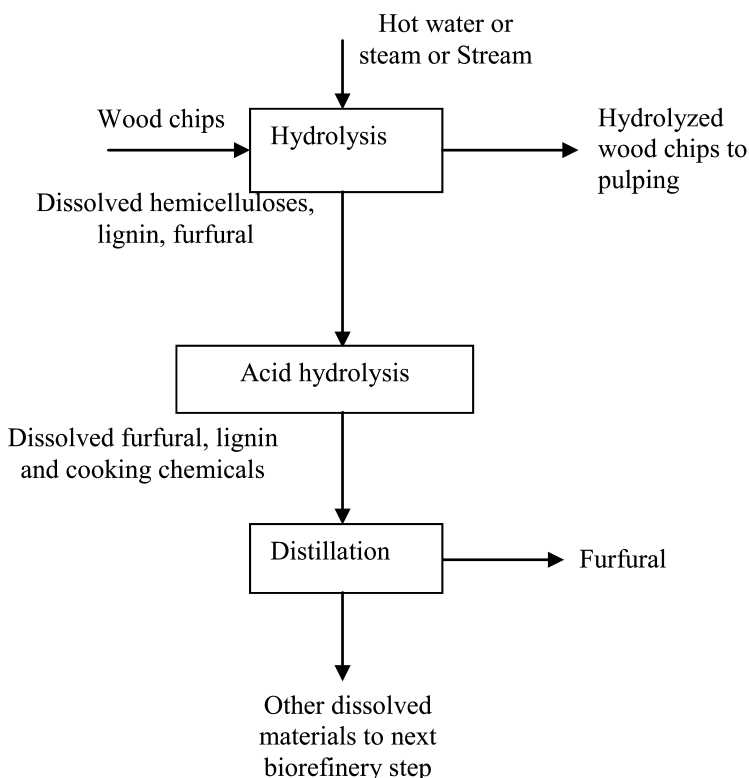 Hot water or
steam or Stream
Wood chips
Hydrolysis
Hydrolyzed
wood chips to
pulping
Dissolved hemicelluloses,
lignin, furfural
Acid hydrolysis
Dissolved furfural, lignin
and cooking chemicals
Distillation
Furfural
Other dissolved
materials to next
biorefinery step